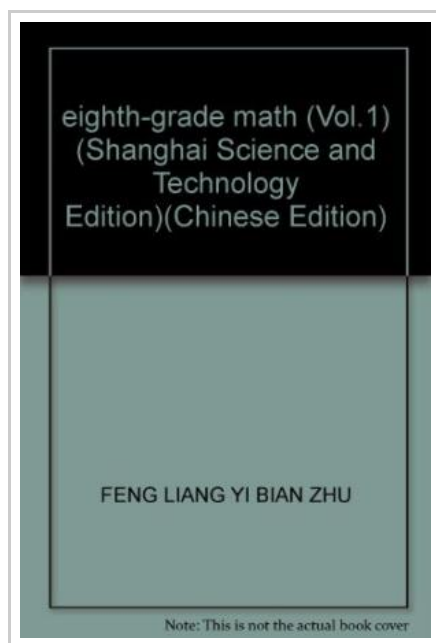 eighth-grade math (Vol.1)
(Shanghai Science and
Technology
Edition)(Chinese Edition)
FENG LIANG YI BIAN ZHU
Note: This is not the actual book cover